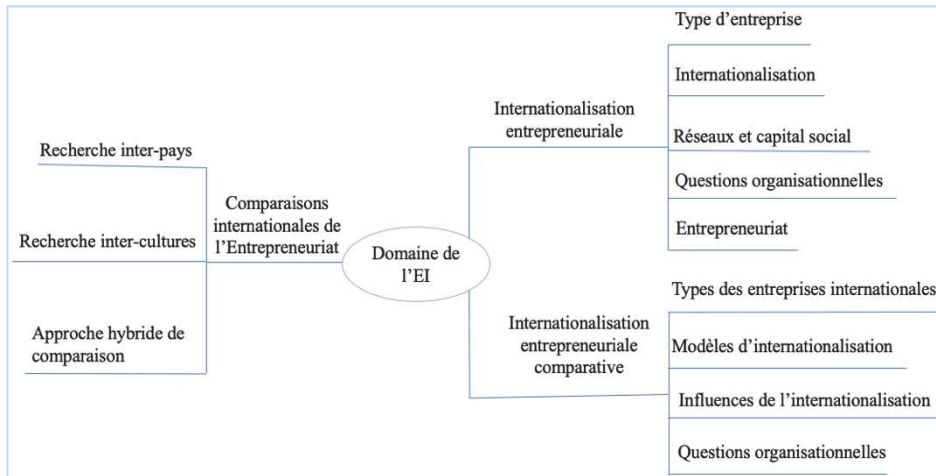 Recherche inter-pays
Recherche inter-cultures
Approche hybride de
comparaison
Comparaisons
internationales de
l’Entrepreneuriat
Domaine de
l’EI
Internationalisation
entrepreneuriale
Type d’entreprise
Internationalisation
Réseaux et capital social
Questions organisationnelles
Entrepreneuriat
Internationalisation
entrepreneuriale
comparative
Types des entreprises internationales
Modèles d’internationalisation
Influences de l’internationalisation
Questions organisationnelles